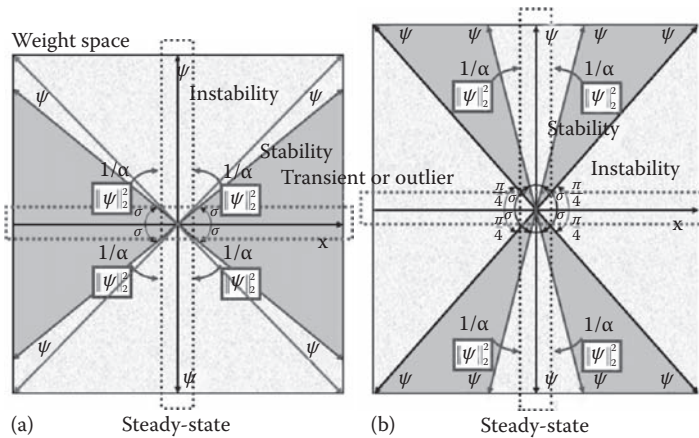 Weight space
ψ ψ ψ
Instability
ψ ψ
Stability
1/α 1/α
‖ψ‖₂² ‖ψ‖₂²
Transient or outlier
σ σ
σ σ
x
1/α 1/α
‖ψ‖₂² ‖ψ‖₂²
ψ ψ
ψ
(a)
Steady-state
ψ ψ ψ ψ ψ
1/α 1/α
‖ψ‖₂² ‖ψ‖₂²
Stability
Instability
π/4 σ σ π/4
π/4 σ σ π/4
x
1/α 1/α
‖ψ‖₂² ‖ψ‖₂²
ψ ψ ψ ψ ψ
(b)
Steady-state